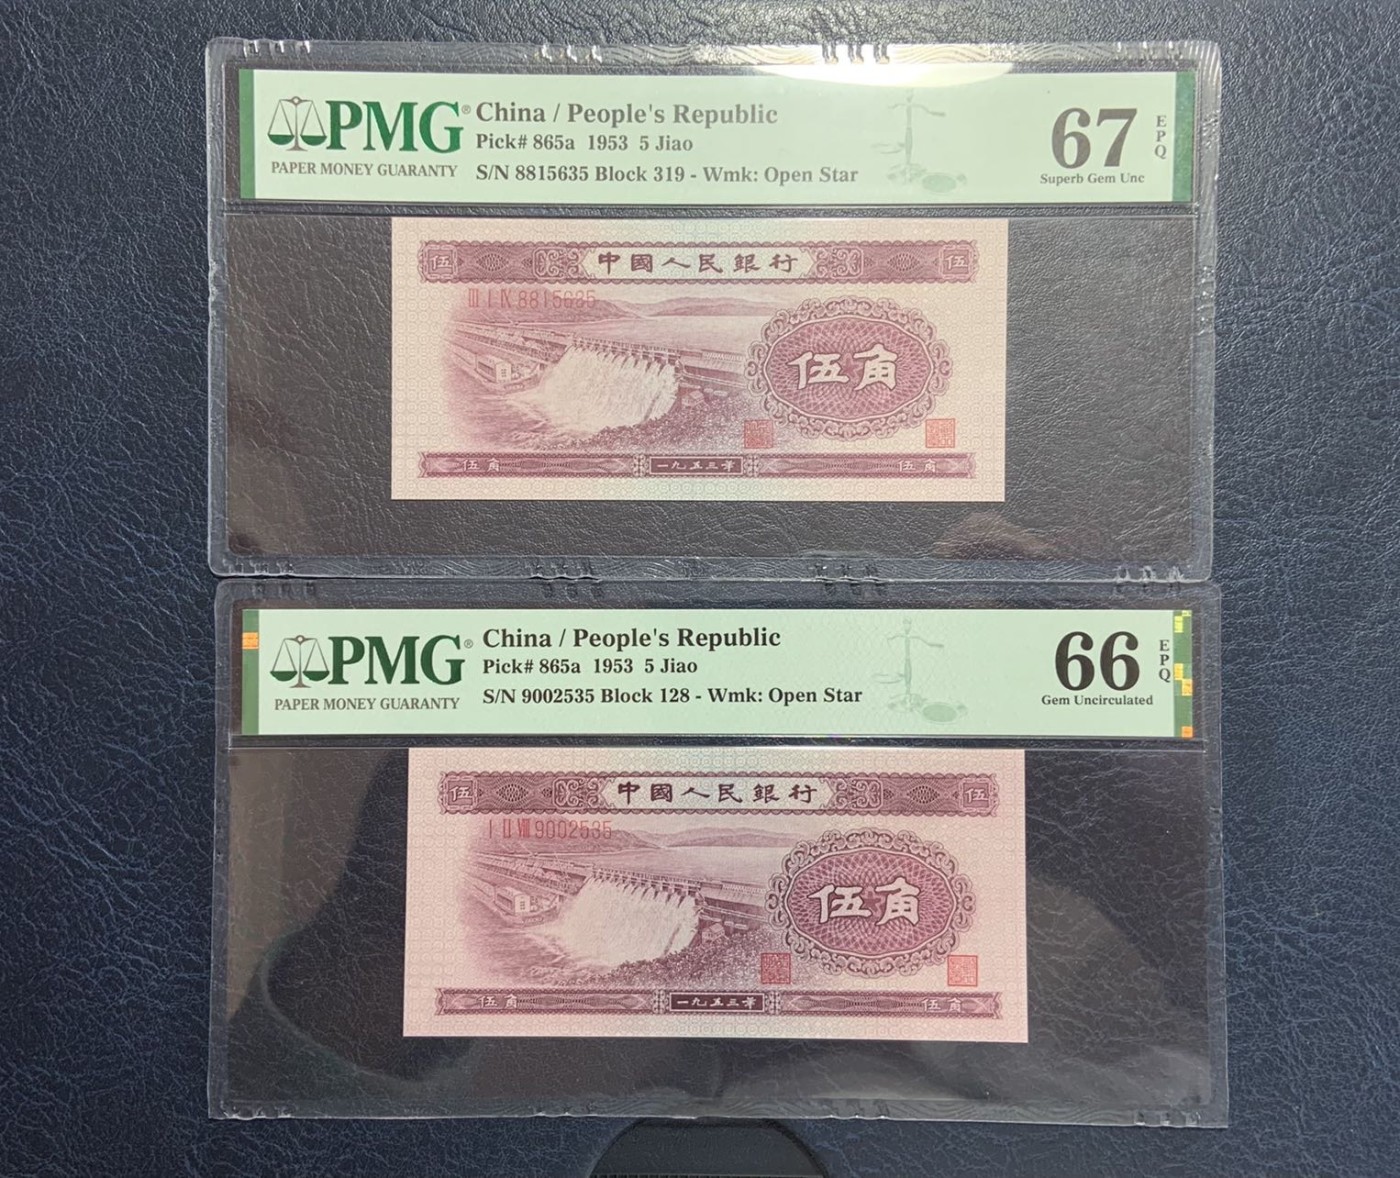 PMG®
PAPER MONEY GUARANTY
China / People's Republic
Pick# 865a 1953 5 Jiao
S/N 8815635 Block 319 - Wmk: Open Star
67
EPQ
Superb Gem Unc
伍 中國人民銀行 伍
III I IX 8815635
伍角
伍角 一九五三年 伍角
PMG®
PAPER MONEY GUARANTY
China / People's Republic
Pick# 865a 1953 5 Jiao
S/N 9002535 Block 128 - Wmk: Open Star
66
EPQ
Gem Uncirculated
伍 中國人民銀行 伍
I II VIII 9002535
伍角
伍角 一九五三年 伍角